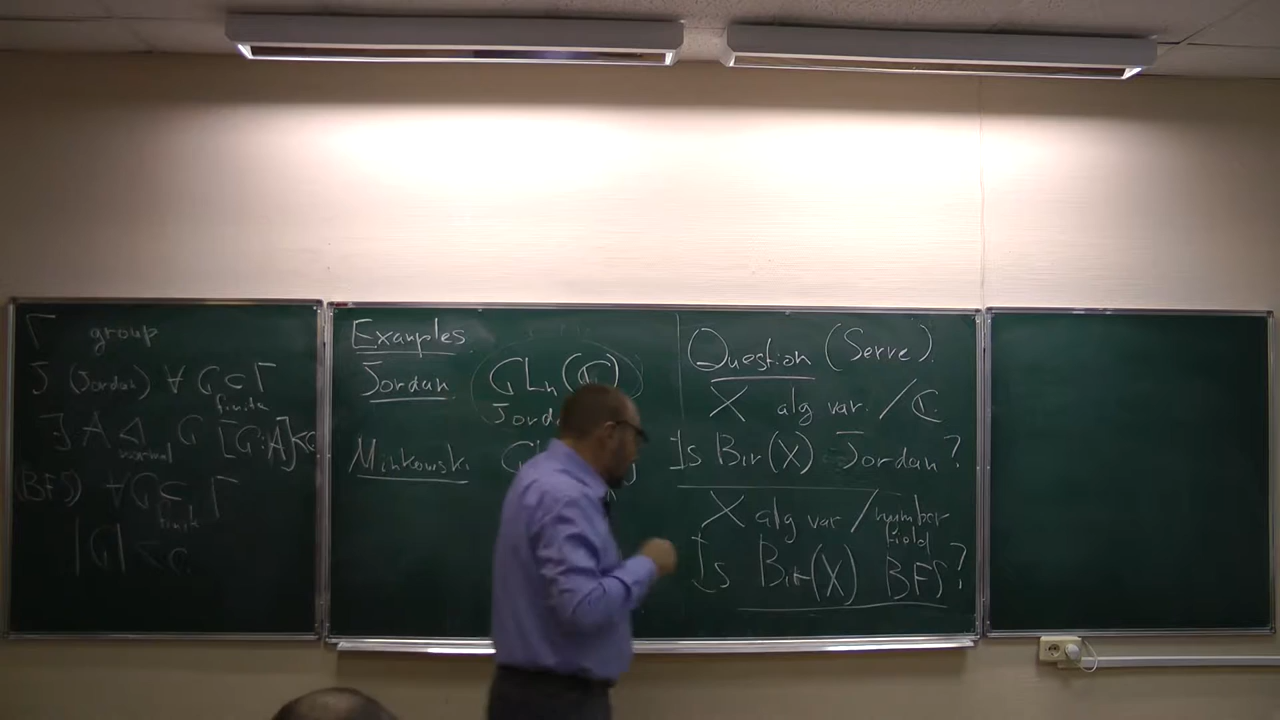 Γ group
J (Jordan) ∀ G ⊂ Γ
finite
∃ A ◁ G [G:A]<C
normal
(BFS) ∀G ⊂ Γ
finite
|G| < C
Examples
Jordan GLn(ℂ)
Minkowski
Question (Serre).
X alg var. /ℂ.
Is Bir(X) Jordan?
X alg var /number
field
Is Bir(X) BFS?